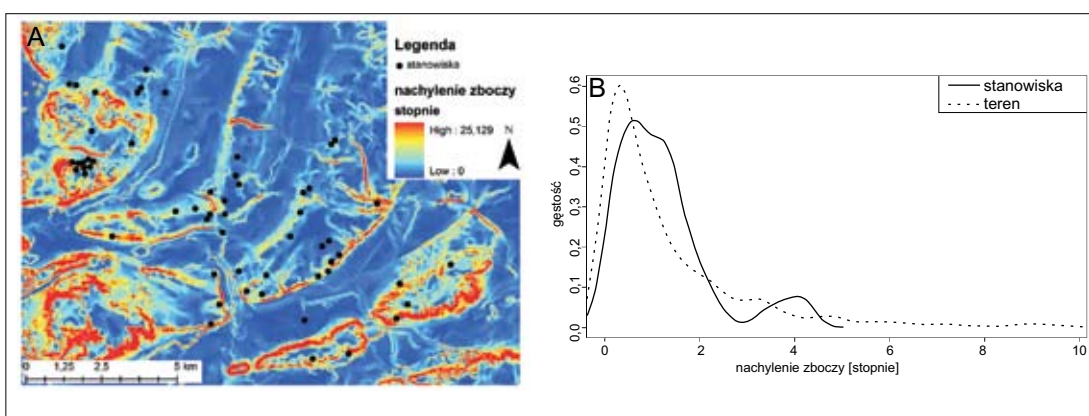 A
Legenda
stanowiska
nachylenie zboczy
stopnie
High : 25,129
Low : 0
N
0 1,25 2,5 5 km
B
stanowiska
teren
gęstość
0.6
0.5
0.4
0.3
0.2
0.1
0.0
0 2 4 6 8 10
nachylenie zboczy [stopnie]